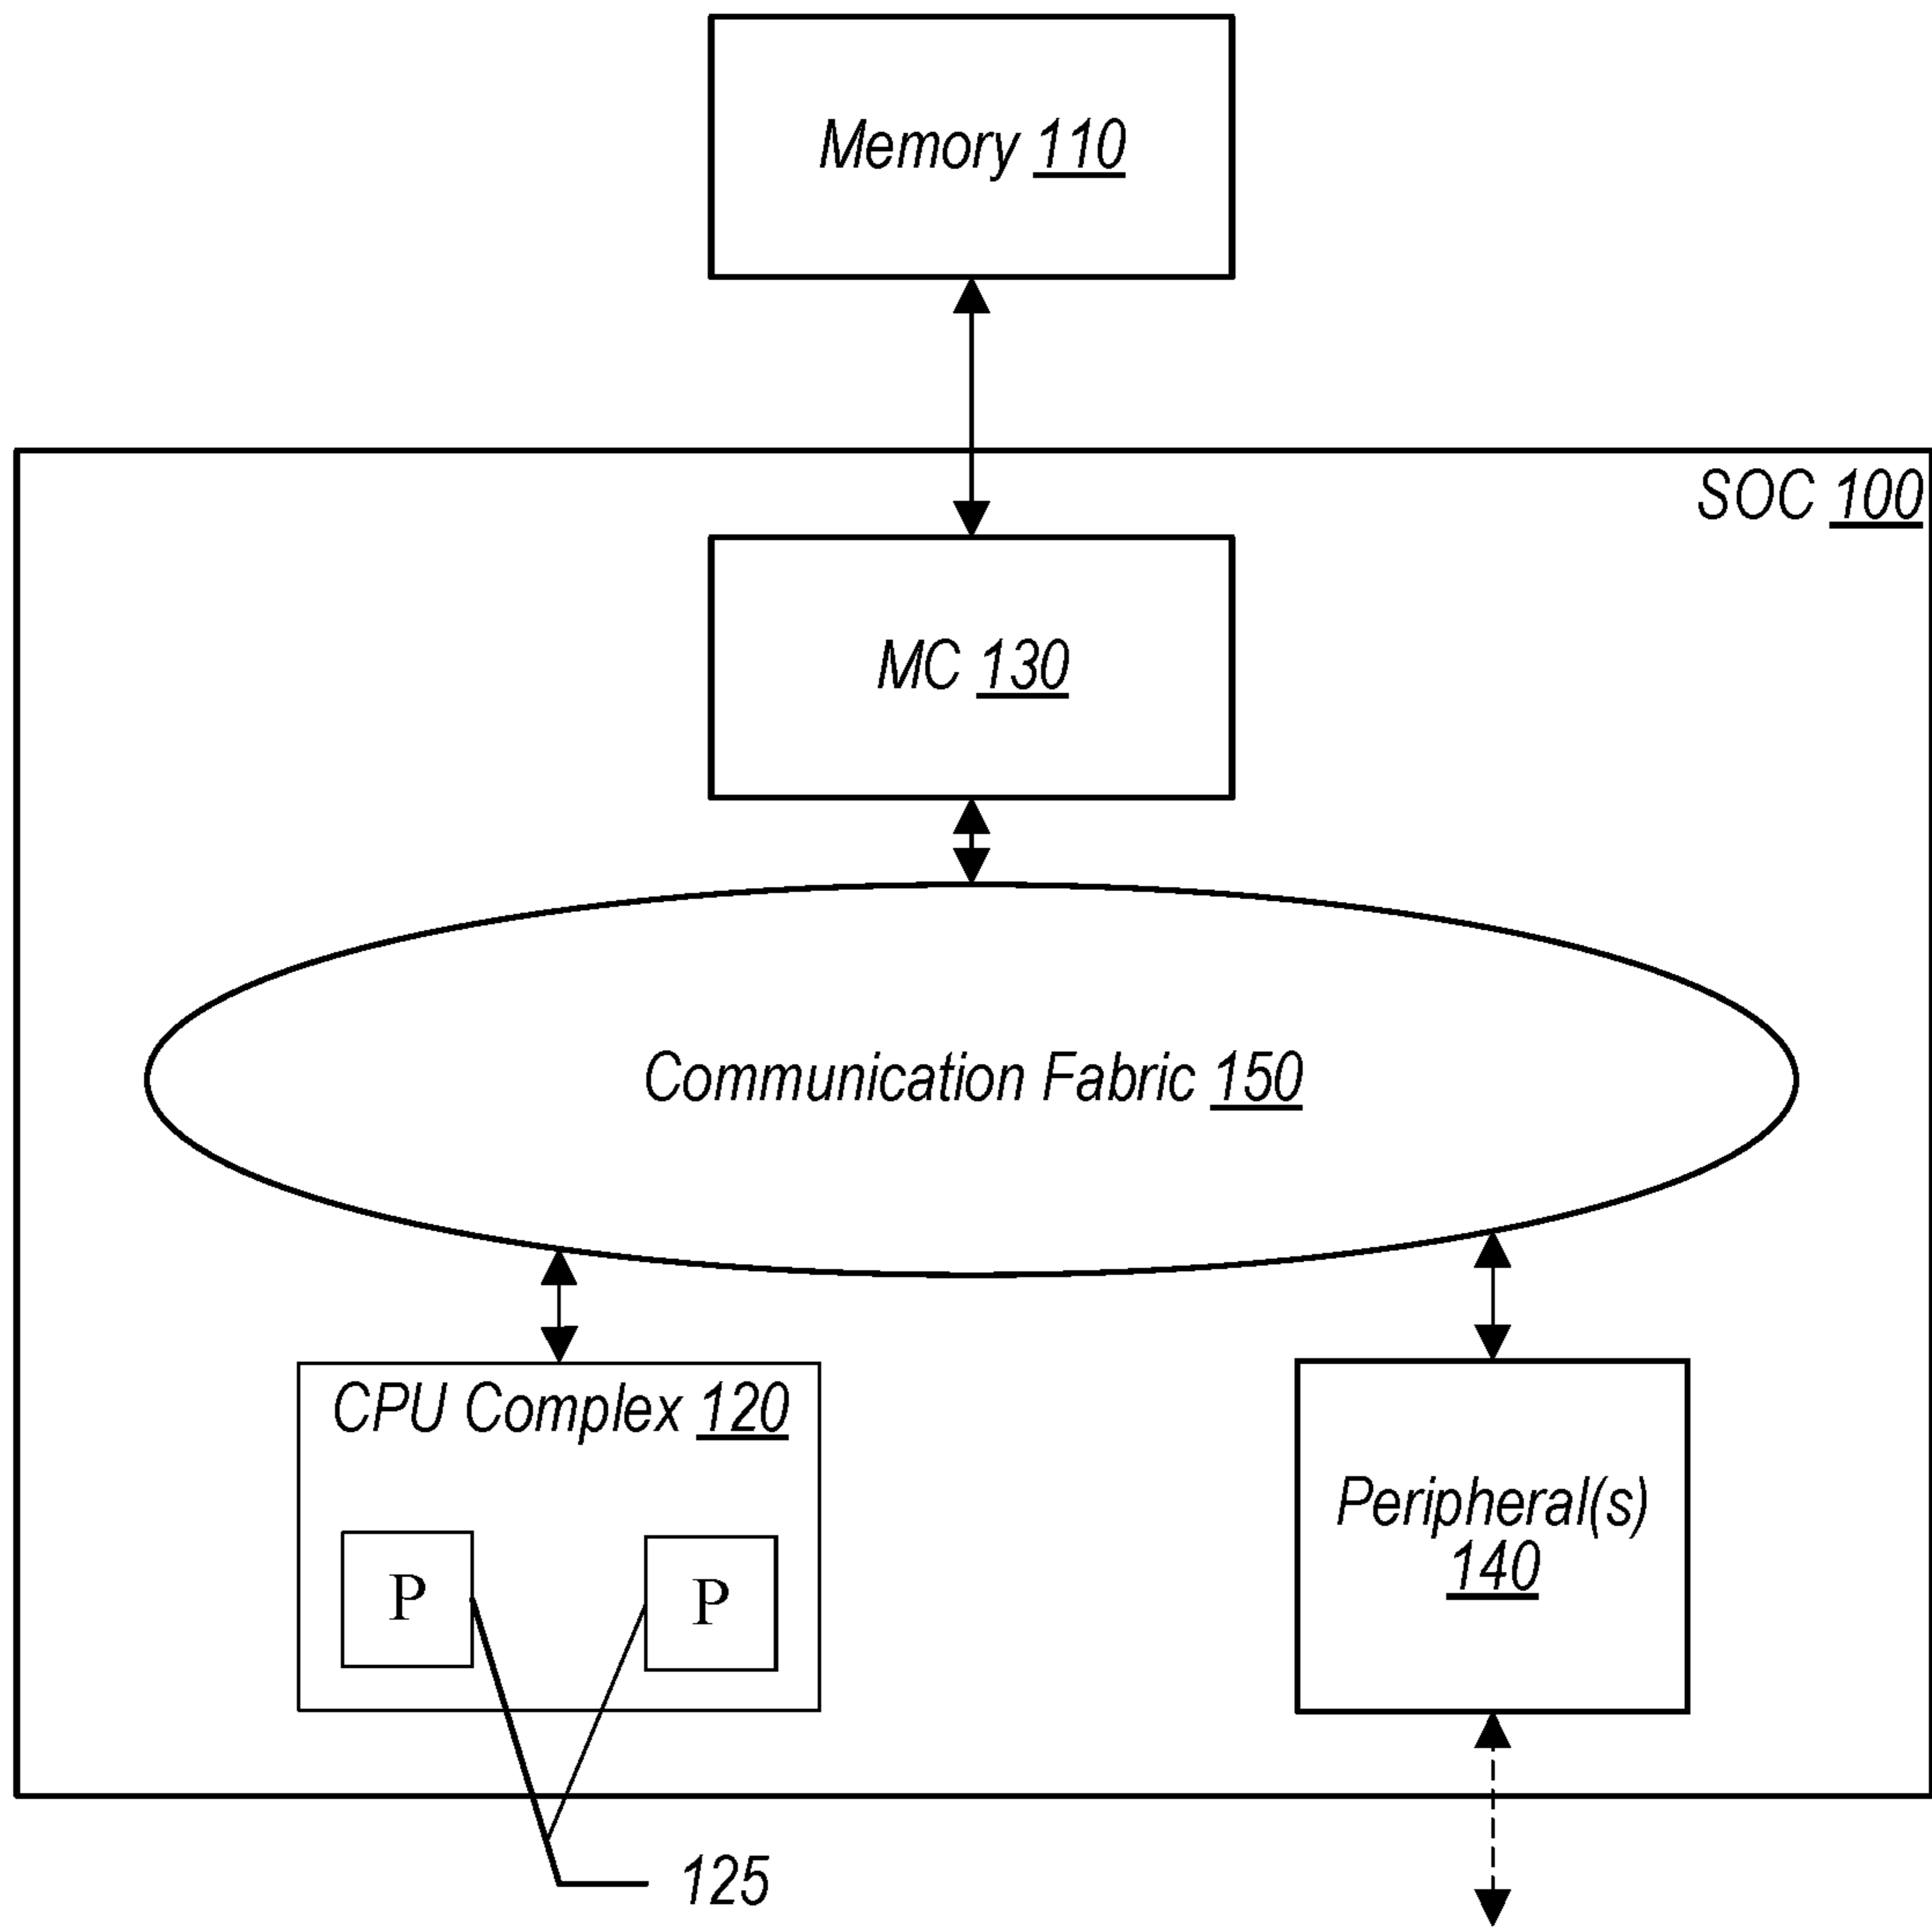 Memory 110
SOC 100
MC 130
Communication Fabric 150
CPU Complex 120
P
P
Peripheral(s)
140
125